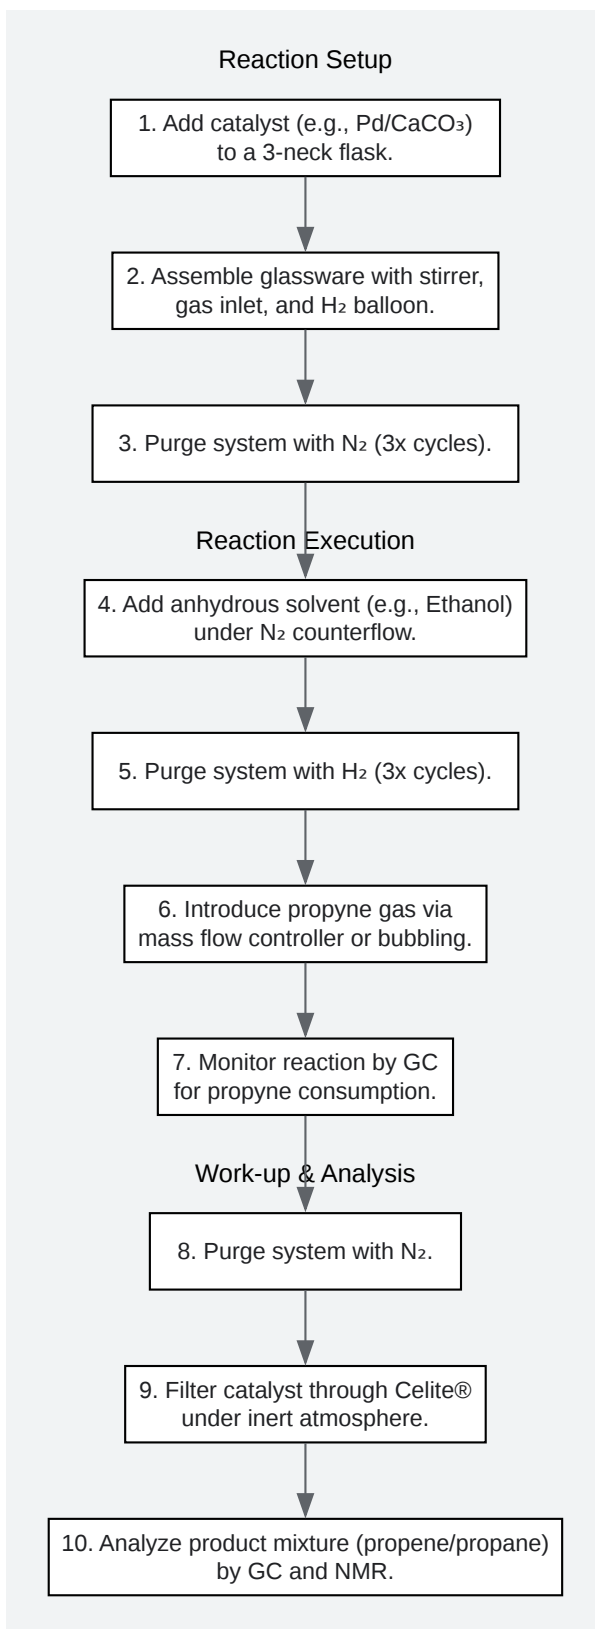 Reaction Setup
1. Add catalyst (e.g., Pd/CaCO₃)
to a 3-neck flask.
2. Assemble glassware with stirrer,
gas inlet, and H₂ balloon.
3. Purge system with N₂ (3x cycles).
Reaction Execution
4. Add anhydrous solvent (e.g., Ethanol)
under N₂ counterflow.
5. Purge system with H₂ (3x cycles).
6. Introduce propyne gas via
mass flow controller or bubbling.
7. Monitor reaction by GC
for propyne consumption.
Work-up & Analysis
8. Purge system with N₂.
9. Filter catalyst through Celite®
under inert atmosphere.
10. Analyze product mixture (propene/propane)
by GC and NMR.